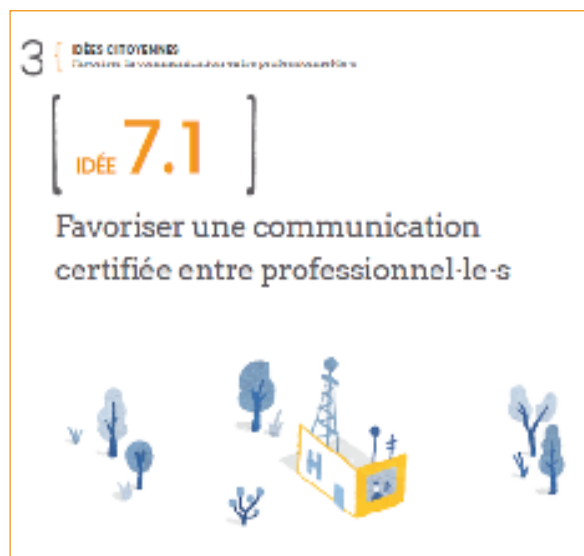 3 { IDÉES CITOYENNES
[ IDÉE 7.1 ]
Favoriser une communication
certifiée entre professionnel·le·s
H